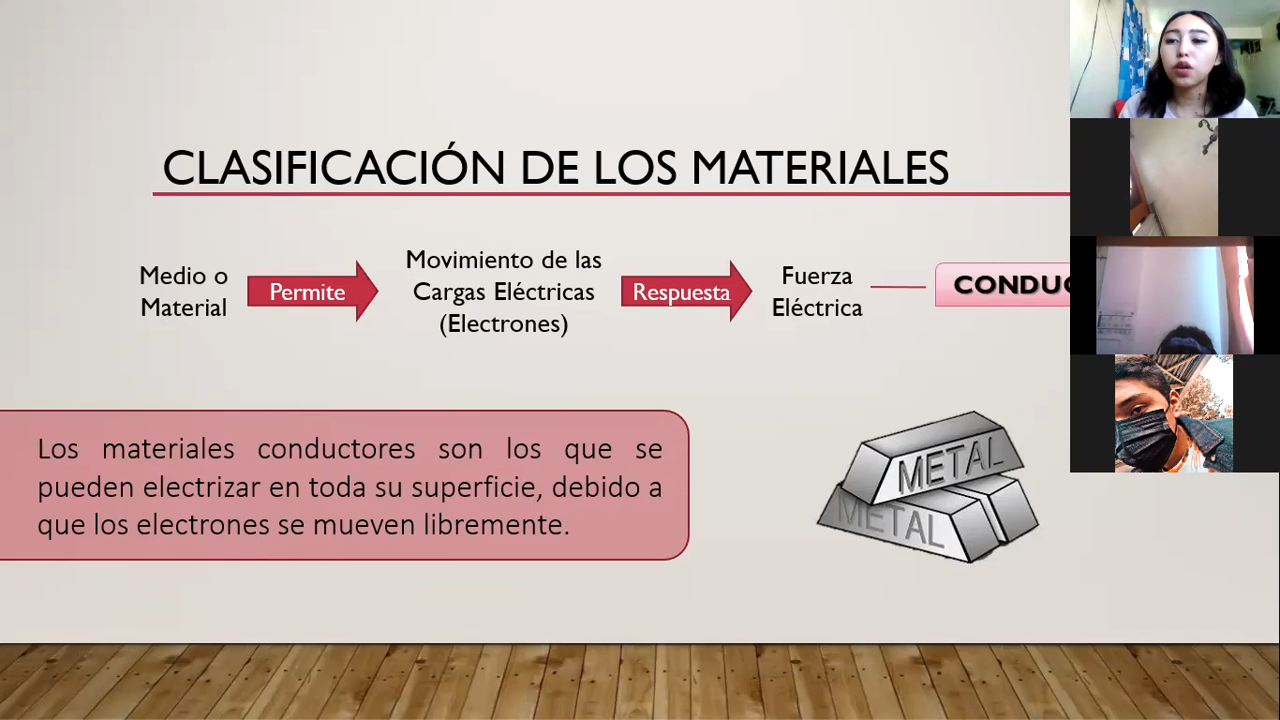 CLASIFICACIÓN DE LOS MATERIALES
Medio o
Material
Permite
Movimiento de las
Cargas Eléctricas
(Electrones)
Respuesta
Fuerza
Eléctrica
CONDUC
Los materiales conductores son los que se
pueden electrizar en toda su superficie, debido a
que los electrones se mueven libremente.
METAL
METAL